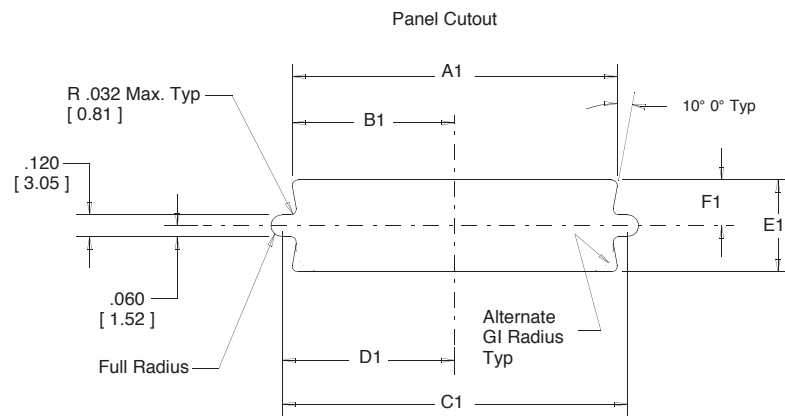 Panel Cutout
A1
R .032 Max. Typ
[ 0.81 ]
10° 0° Typ
B1
.120
[ 3.05 ]
F1
E1
.060
[ 1.52 ]
Alternate
GI Radius
Typ
Full Radius
D1
C1